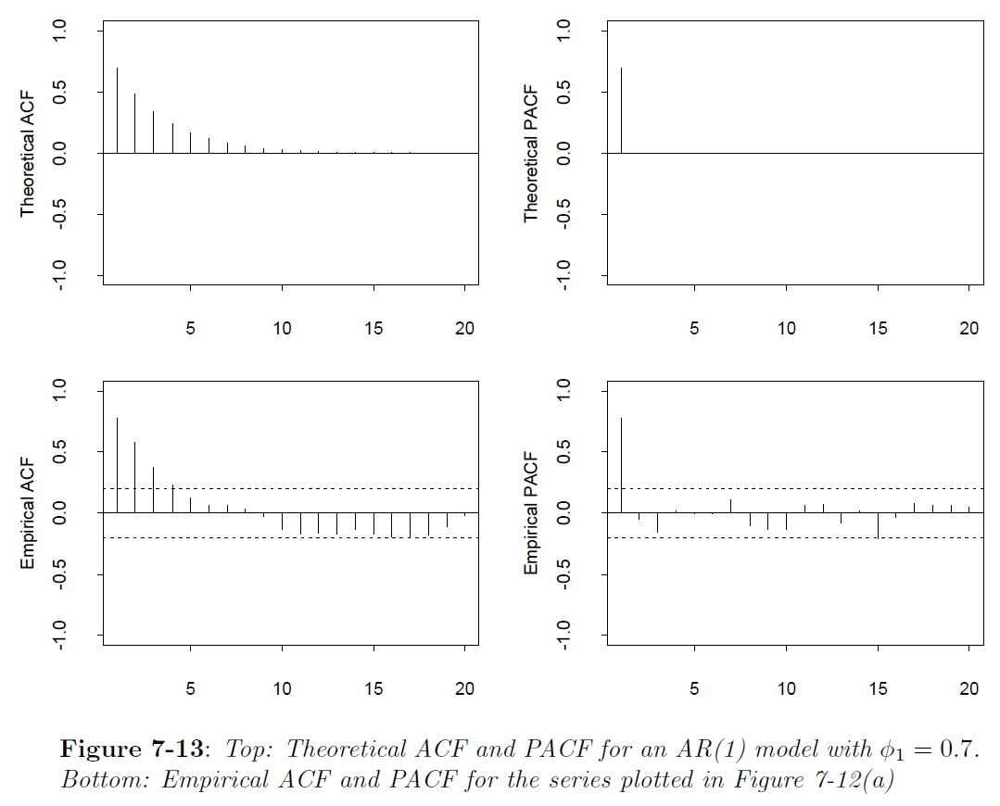 Theoretical ACF
1.0
0.5
0.0
-0.5
-1.0
5 10 15 20
Theoretical PACF
1.0
0.5
0.0
-0.5
-1.0
5 10 15 20
Empirical ACF
1.0
0.5
0.0
-0.5
-1.0
5 10 15 20
Empirical PACF
1.0
0.5
0.0
-0.5
-1.0
5 10 15 20
Figure 7-13: Top: Theoretical ACF and PACF for an AR(1) model with ϕ₁ = 0.7.
Bottom: Empirical ACF and PACF for the series plotted in Figure 7-12(a)